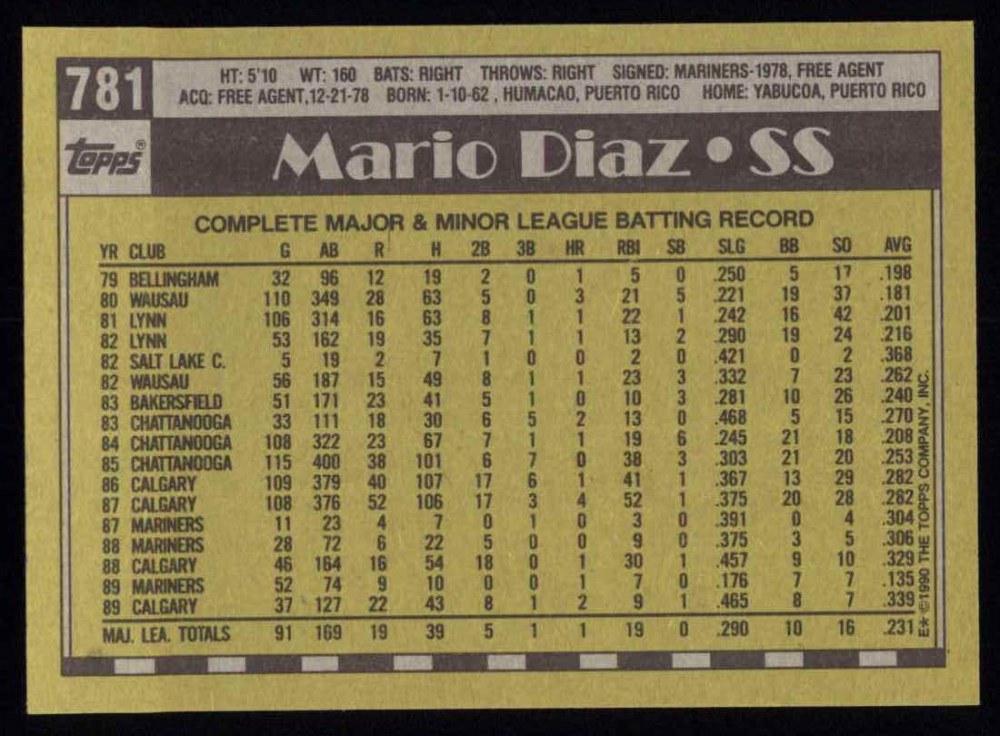 781
HT: 5'10 WT: 160 BATS: RIGHT THROWS: RIGHT SIGNED: MARINERS-1978, FREE AGENT
ACQ: FREE AGENT,12-21-78 BORN: 1-10-62 , HUMACAO, PUERTO RICO HOME: YABUCOA, PUERTO RICO
topps®
Mario Diaz • SS
COMPLETE MAJOR & MINOR LEAGUE BATTING RECORD
YR CLUB G AB R H 2B 3B HR RBI SB SLG BB SO AVG
79 BELLINGHAM 32 96 12 19 2 0 1 5 0 .250 5 17 .198
80 WAUSAU 110 349 28 63 5 0 3 21 5 .221 19 37 .181
81 LYNN 106 314 16 63 8 1 1 22 1 .242 16 42 .201
82 LYNN 53 162 19 35 7 1 1 13 2 .290 19 24 .216
82 SALT LAKE C. 5 19 2 7 1 0 0 2 0 .421 0 2 .368
82 WAUSAU 56 187 15 49 8 1 1 23 3 .332 7 23 .262
83 BAKERSFIELD 51 171 23 41 5 1 0 10 3 .281 10 26 .240
83 CHATTANOOGA 33 111 18 30 6 5 2 13 0 .468 5 15 .270
84 CHATTANOOGA 108 322 23 67 7 1 1 19 6 .245 21 18 .208
85 CHATTANOOGA 115 400 38 101 6 7 0 38 3 .303 21 20 .253
86 CALGARY 109 379 40 107 17 6 1 41 1 .367 13 29 .282
87 CALGARY 108 376 52 106 17 3 4 52 1 .375 20 28 .282
87 MARINERS 11 23 4 7 0 1 0 3 0 .391 0 4 .304
88 MARINERS 28 72 6 22 5 0 0 9 0 .375 3 5 .306
88 CALGARY 46 164 16 54 18 0 1 30 1 .457 9 10 .329
89 MARINERS 52 74 9 10 0 0 1 7 0 .176 7 7 .135
89 CALGARY 37 127 22 43 8 1 2 9 1 .465 8 7 .339
MAJ. LEA. TOTALS 91 169 19 39 5 1 1 19 0 .290 10 16 .231
E* ©1990 THE TOPPS COMPANY, INC.